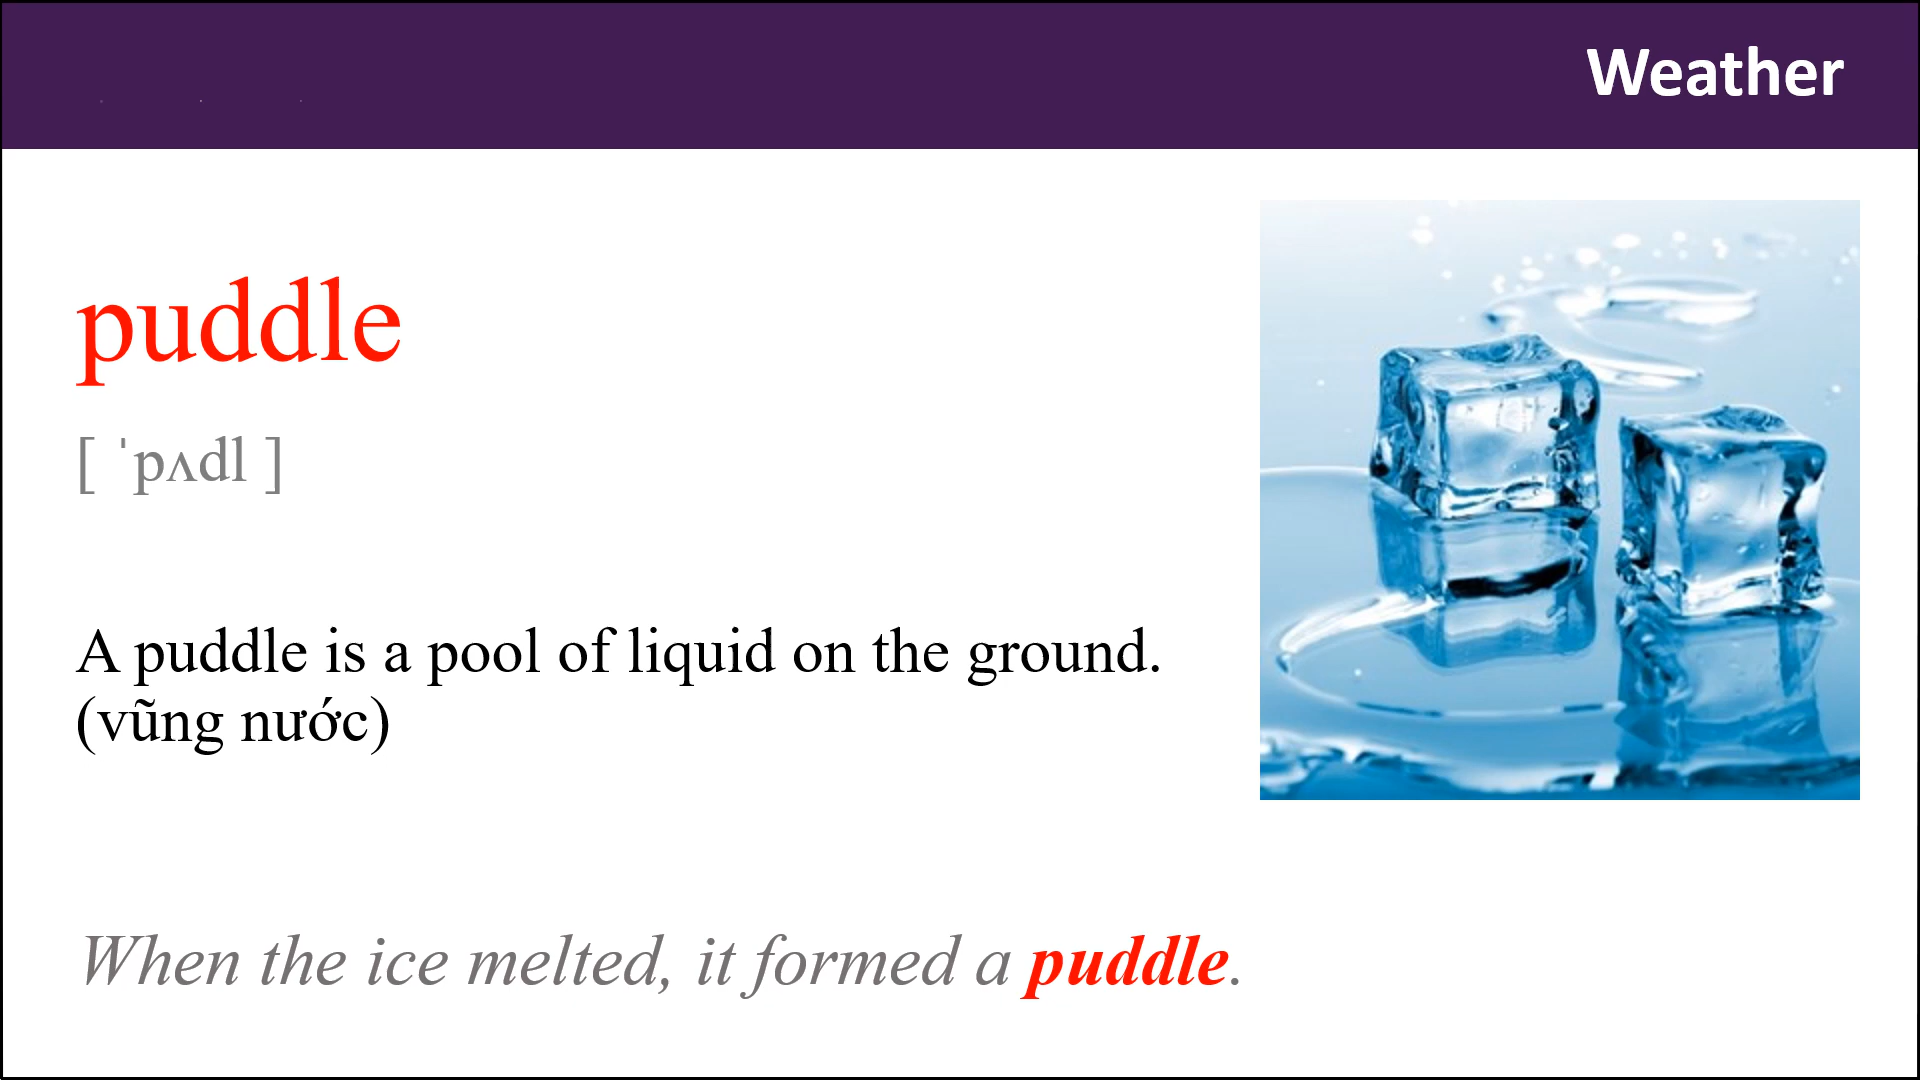 Weather
puddle
[ ˈpʌdl ]
A puddle is a pool of liquid on the ground.
(vũng nước)
When the ice melted, it formed a puddle.